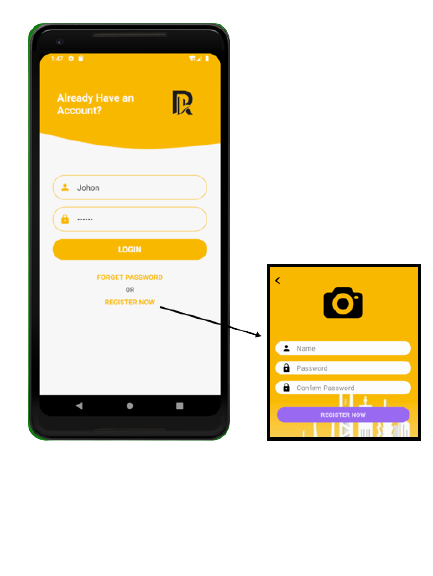 1:47
Already Have an
Account?
Johon
LOGIN
FORGET PASSWORD
OR
REGISTER NOW
Name
Password
Confirm Password
REGISTER NOW